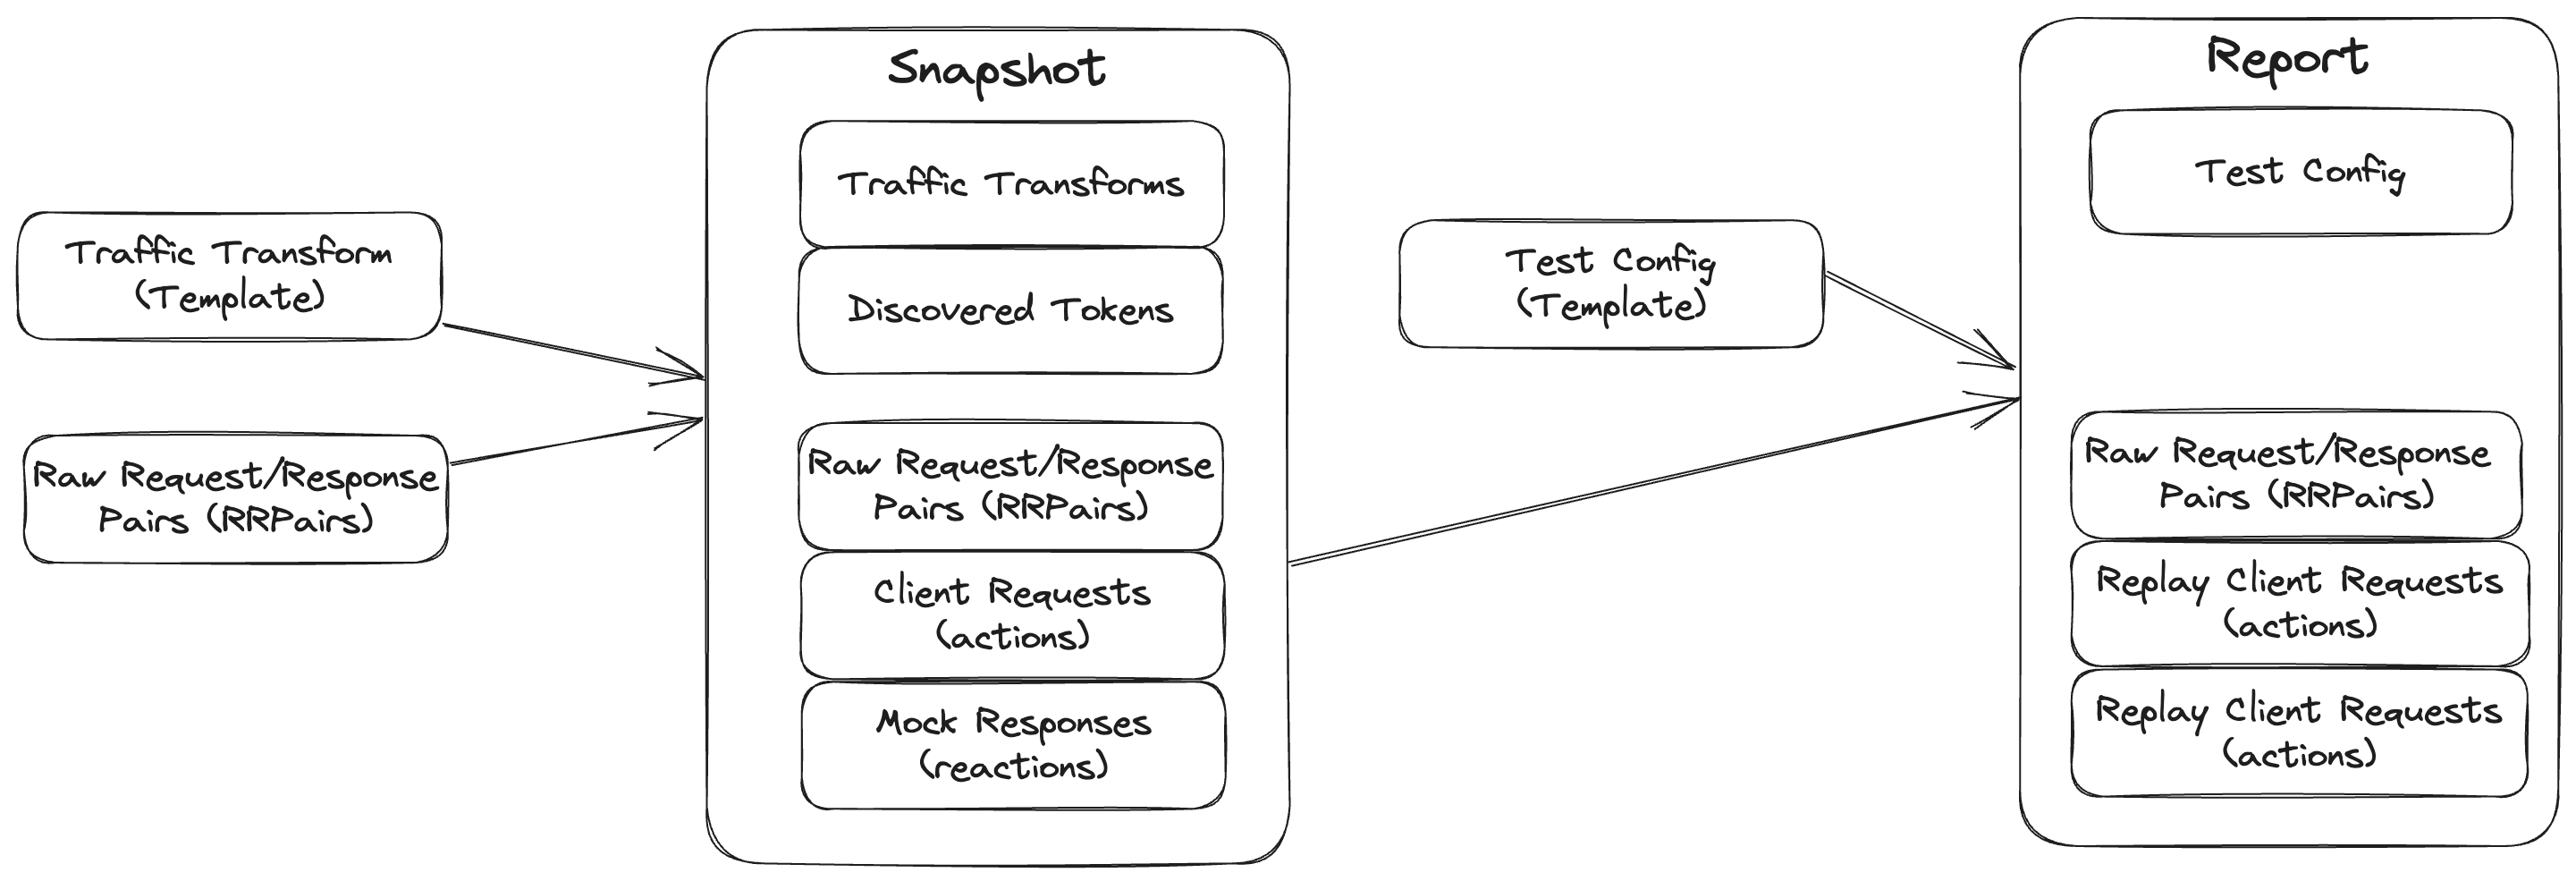 Traffic Transform
(Template)
Raw Request/Response
Pairs (RRPairs)
Snapshot
Traffic Transforms
Discovered Tokens
Raw Request/Response
Pairs (RRPairs)
Client Requests
(actions)
Mock Responses
(reactions)
Test Config
(Template)
Report
Test Config
Raw Request/Response
Pairs (RRPairs)
Replay Client Requests
(actions)
Replay Client Requests
(actions)